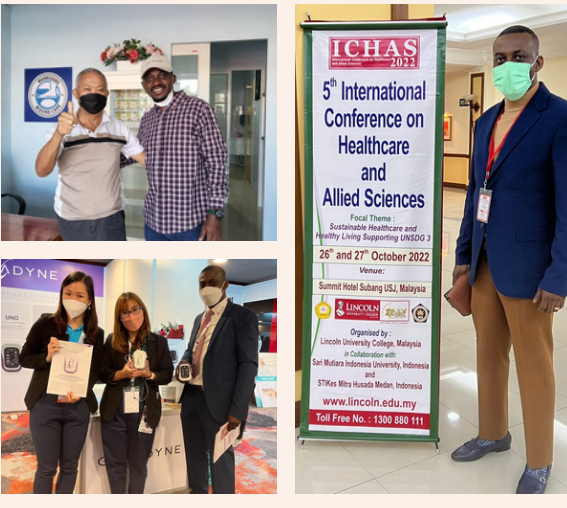 ADYNE
UNO
ADYNE
ICHAS
2022
International Conference on Healthcare
and Allied Sciences
5th International
Conference on
Healthcare
and
Allied Sciences
Focal Theme :
Sustainable Healthcare and
Healthy Living Supporting UNSDG 3
26th and 27th October 2022
Venue:
Summit Hotel Subang USJ, Malaysia
LINCOLN
UNIVERSITY COLLEGE
Organised by :
Lincoln University College, Malaysia
in Collaboration with:
Sari Mutiara Indonesia University, Indonesia
and
STIKes Mitra Husada Medan, Indonesia
www.lincoln.edu.my
Toll Free No. : 1300 880 111